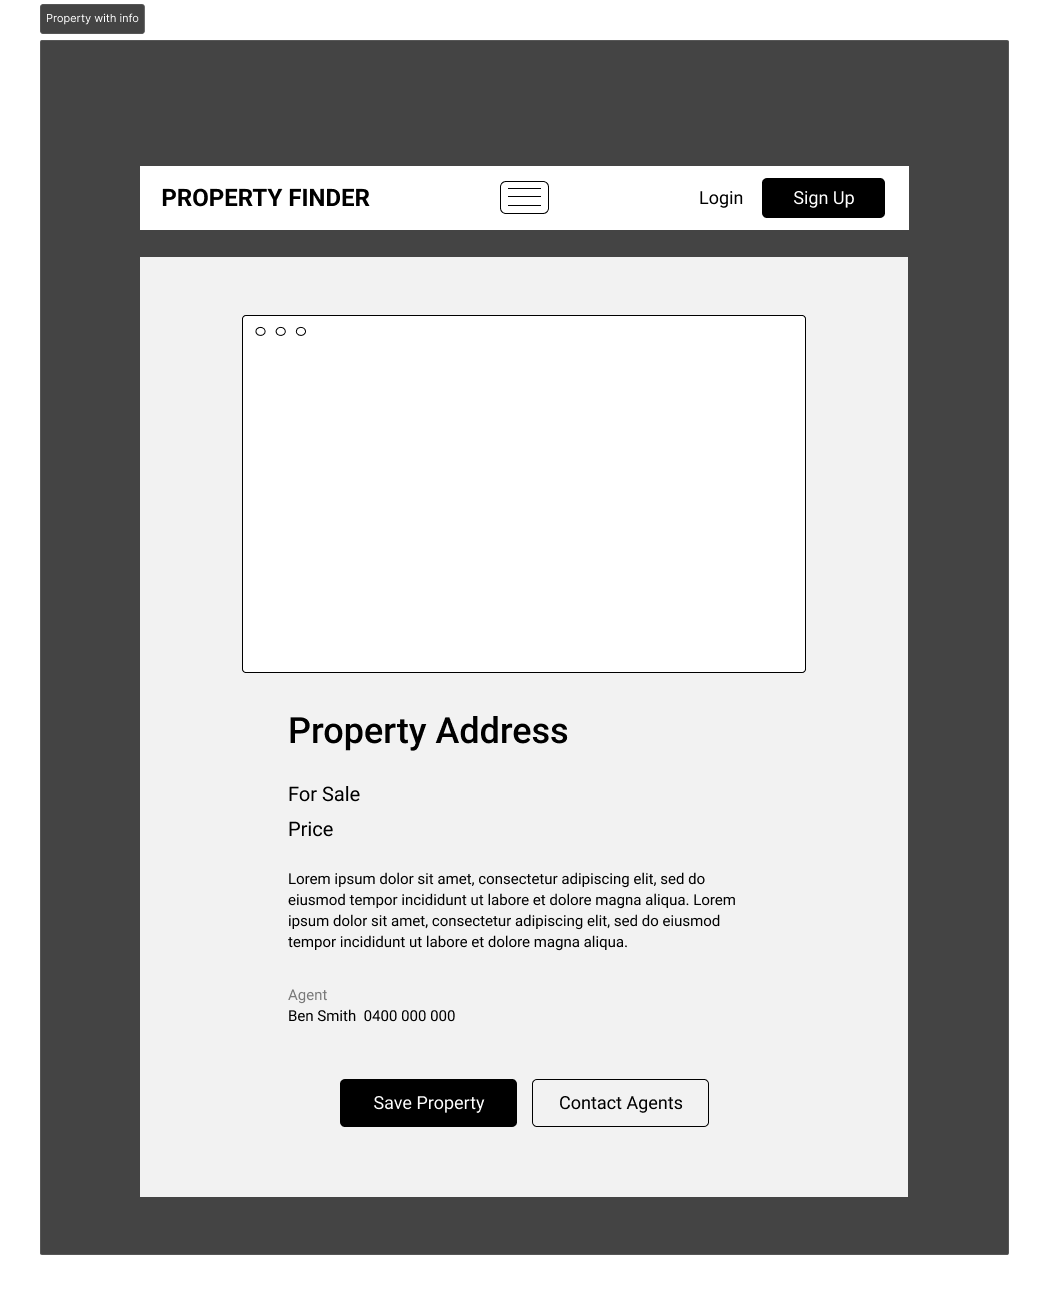 Property with info
PROPERTY FINDER
Login
Sign Up
Property Address
For Sale
Price
Lorem ipsum dolor sit amet, consectetur adipiscing elit, sed do
eiusmod tempor incididunt ut labore et dolore magna aliqua. Lorem
ipsum dolor sit amet, consectetur adipiscing elit, sed do eiusmod
tempor incididunt ut labore et dolore magna aliqua.
Agent
Ben Smith  0400 000 000
Save Property
Contact Agents